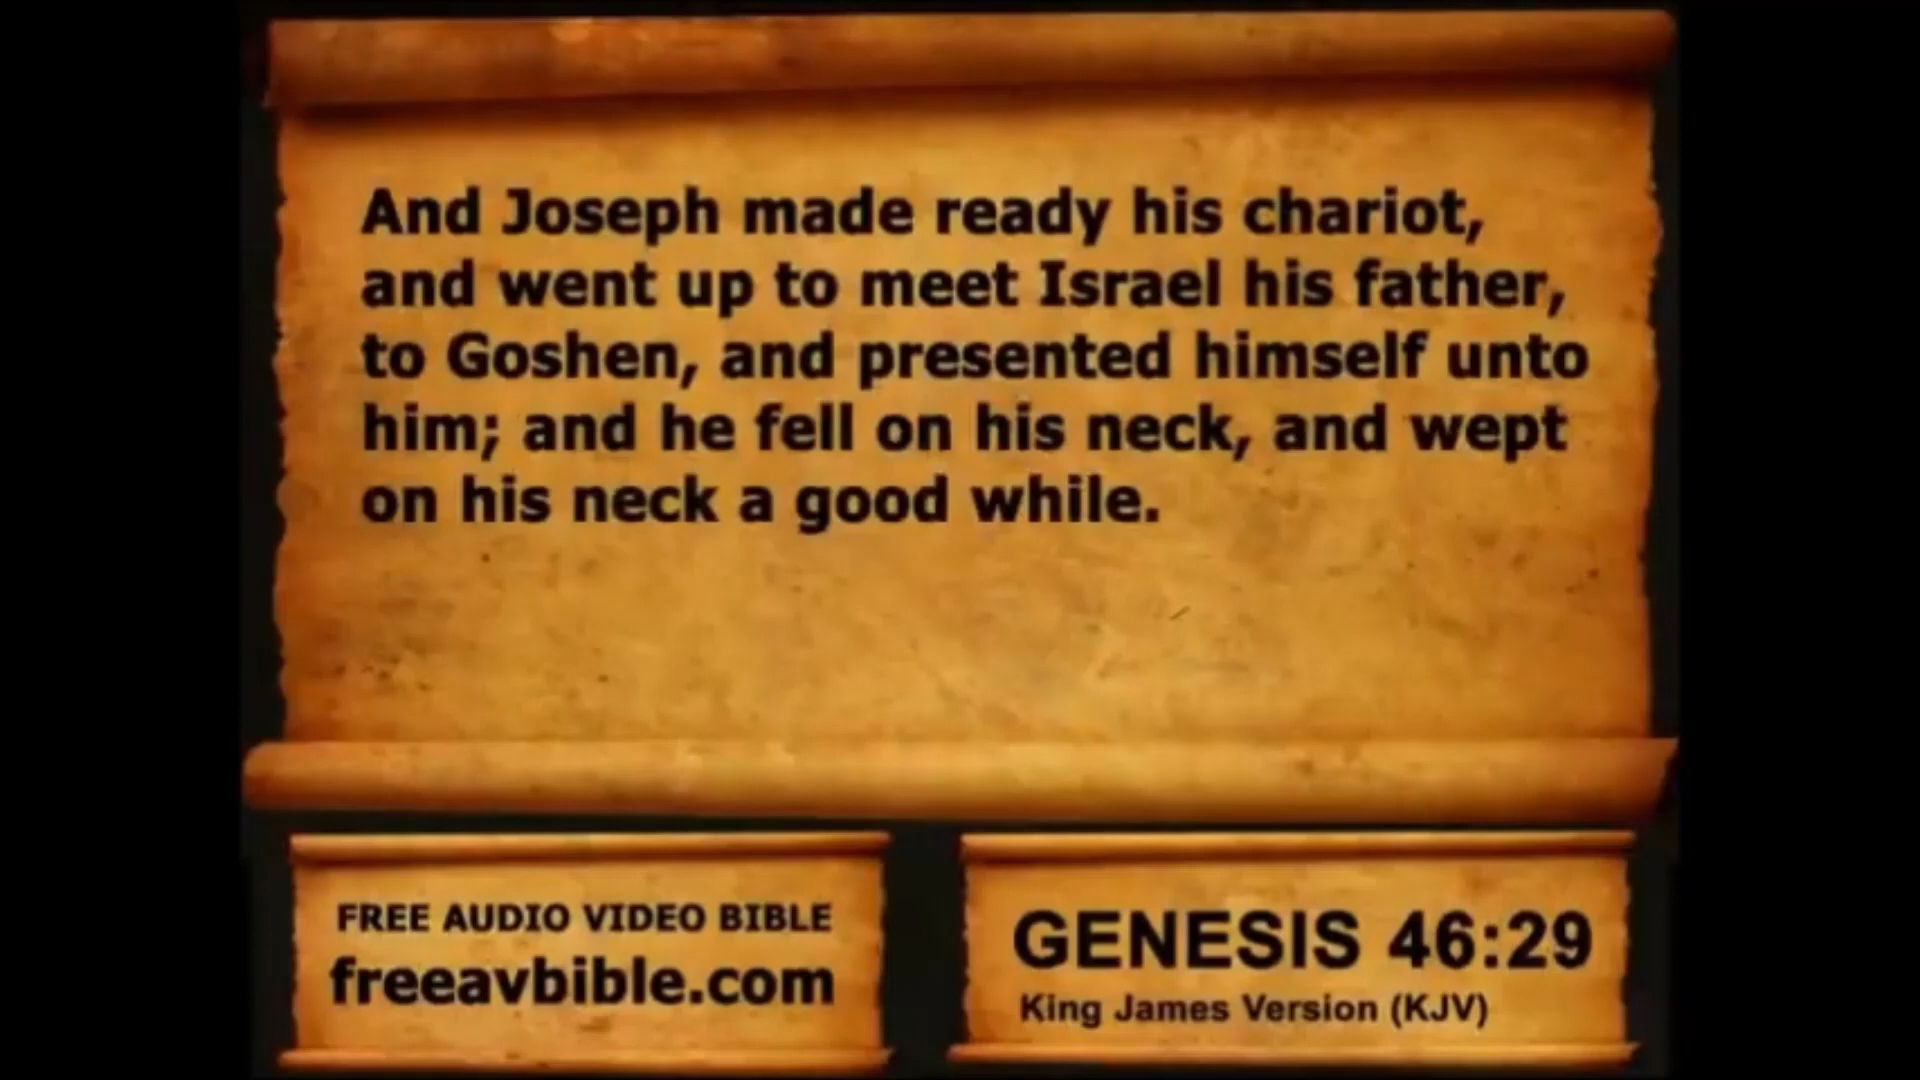 And Joseph made ready his chariot,
and went up to meet Israel his father,
to Goshen, and presented himself unto
him; and he fell on his neck, and wept
on his neck a good while.
FREE AUDIO VIDEO BIBLE
freeavbible.com
GENESIS 46:29
King James Version (KJV)